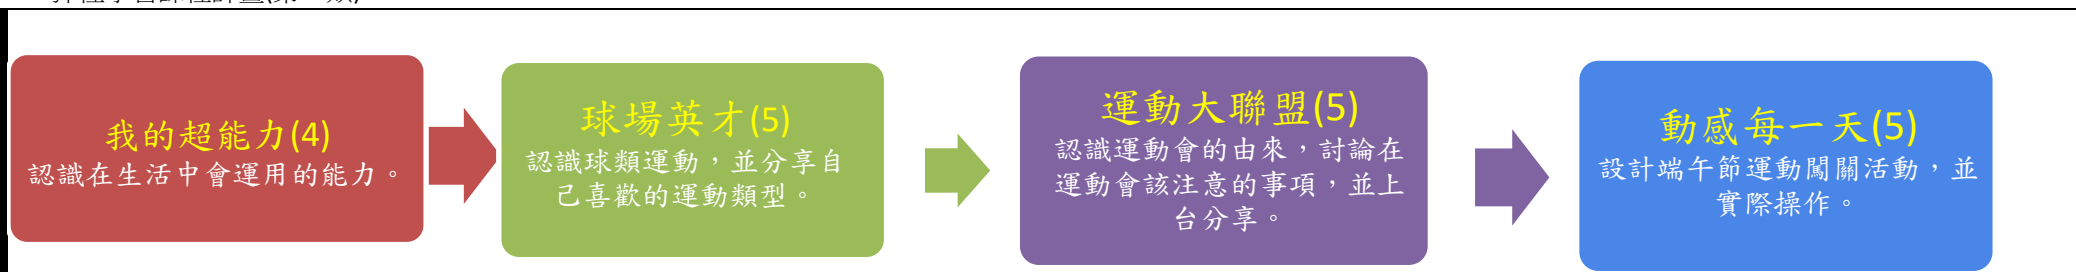 我的超能力(4)
認識在生活中會運用的能力。
球場英才(5)
認識球類運動，並分享自
己喜歡的運動類型。
運動大聯盟(5)
認識運動會的由來，討論在
運動會該注意的事項，並上
台分享。
動感每一天(5)
設計端午節運動闖關活動，並
實際操作。